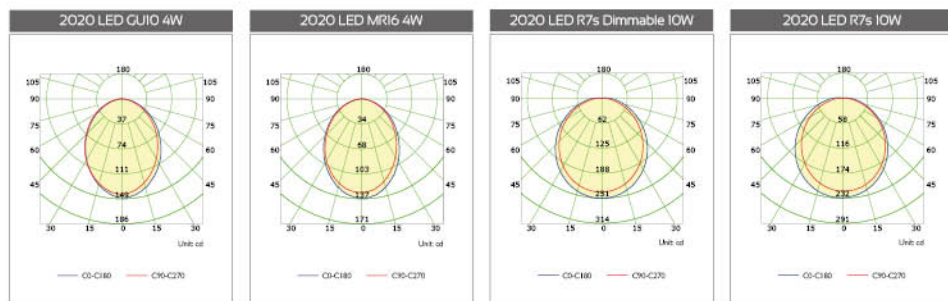 2020 LED GU10 4W
180
105 105
90 90
37
75 75
74
60 60
111
45 45
149
186
30 15 0 15 30
Unit: cd
C0-C180 C90-C270
2020 LED MR16 4W
180
105 105
90 90
34
75 75
68
60 60
103
45 45
137
171
30 15 0 15 30
Unit: cd
C0-C180 C90-C270
2020 LED R7s Dimmable 10W
180
105 105
90 90
62
75 75
125
60 60
188
45 45
251
314
30 15 0 15 30
Unit: cd
C0-C180 C90-C270
2020 LED R7s 10W
180
105 105
90 90
58
75 75
116
60 60
174
45 45
232
291
30 15 0 15 30
Unit: cd
C0-C180 C90-C270